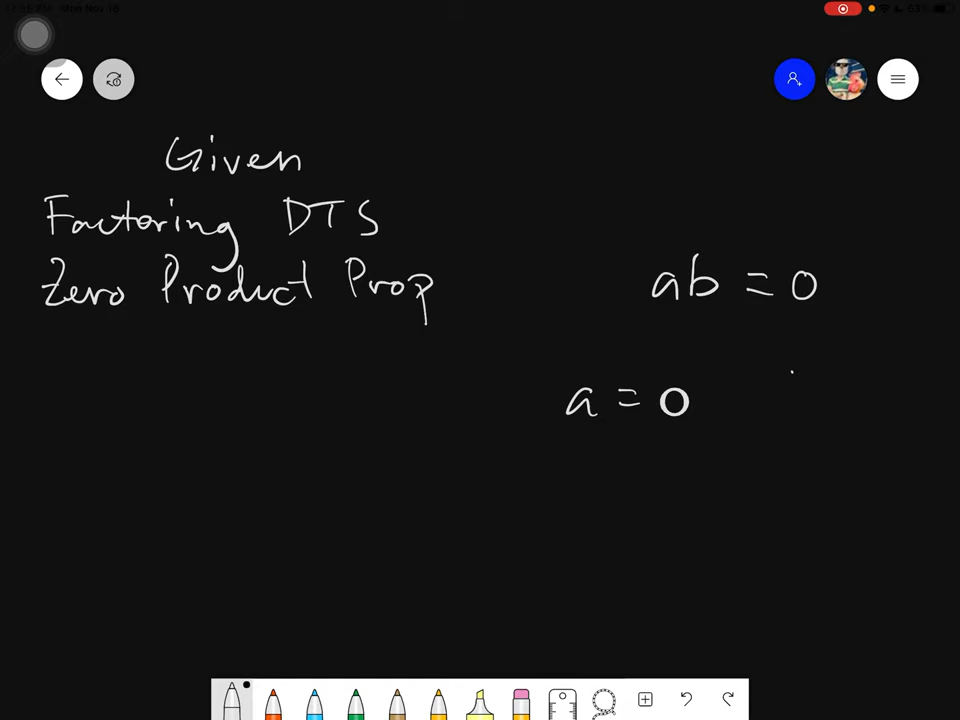 Given
Factoring DTS
Zero Product Prop
ab = 0
a = 0